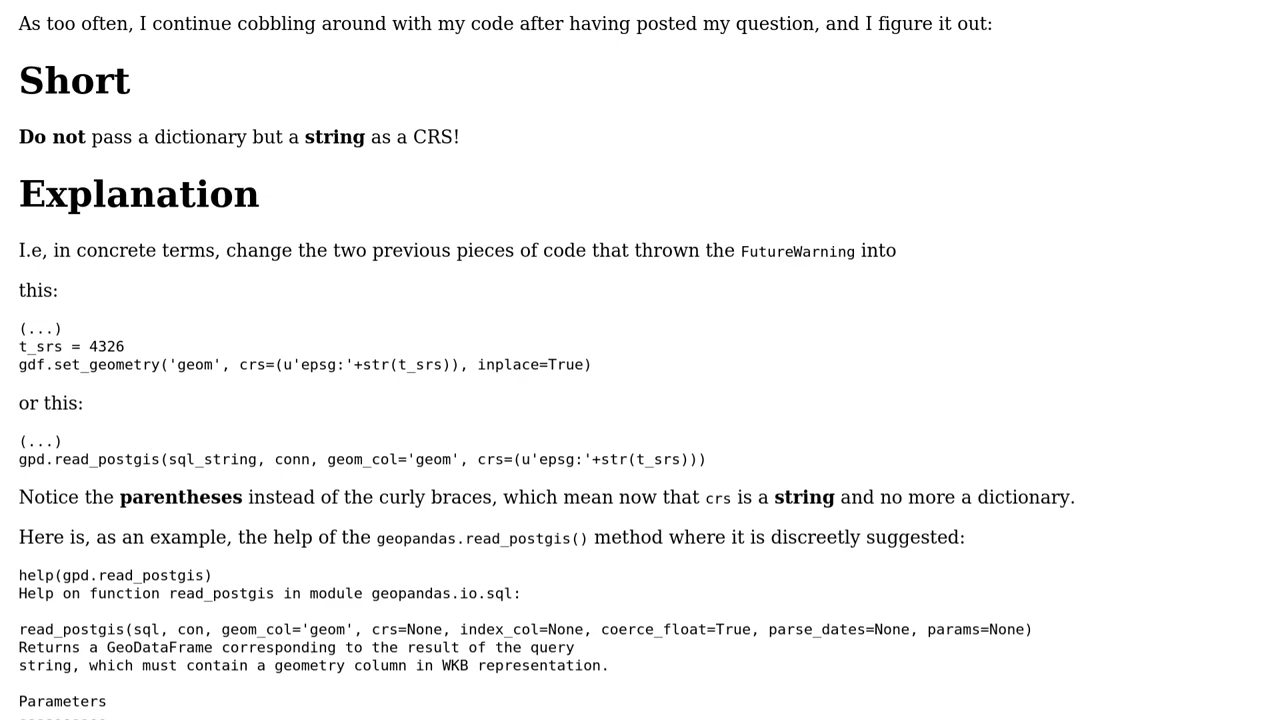 As too often, I continue cobbling around with my code after having posted my question, and I figure it out:
Short
Do not pass a dictionary but a string as a CRS!
Explanation
I.e, in concrete terms, change the two previous pieces of code that thrown the FutureWarning into
this:
(...)
t_srs = 4326
gdf.set_geometry('geom', crs=(u'epsg:'+str(t_srs)), inplace=True)
or this:
(...)
gpd.read_postgis(sql_string, conn, geom_col='geom', crs=(u'epsg:'+str(t_srs)))
Notice the parentheses instead of the curly braces, which mean now that crs is a string and no more a dictionary.
Here is, as an example, the help of the geopandas.read_postgis() method where it is discreetly suggested:
help(gpd.read_postgis)
Help on function read_postgis in module geopandas.io.sql:
read_postgis(sql, con, geom_col='geom', crs=None, index_col=None, coerce_float=True, parse_dates=None, params=None)
Returns a GeoDataFrame corresponding to the result of the query
string, which must contain a geometry column in WKB representation.
Parameters
----------